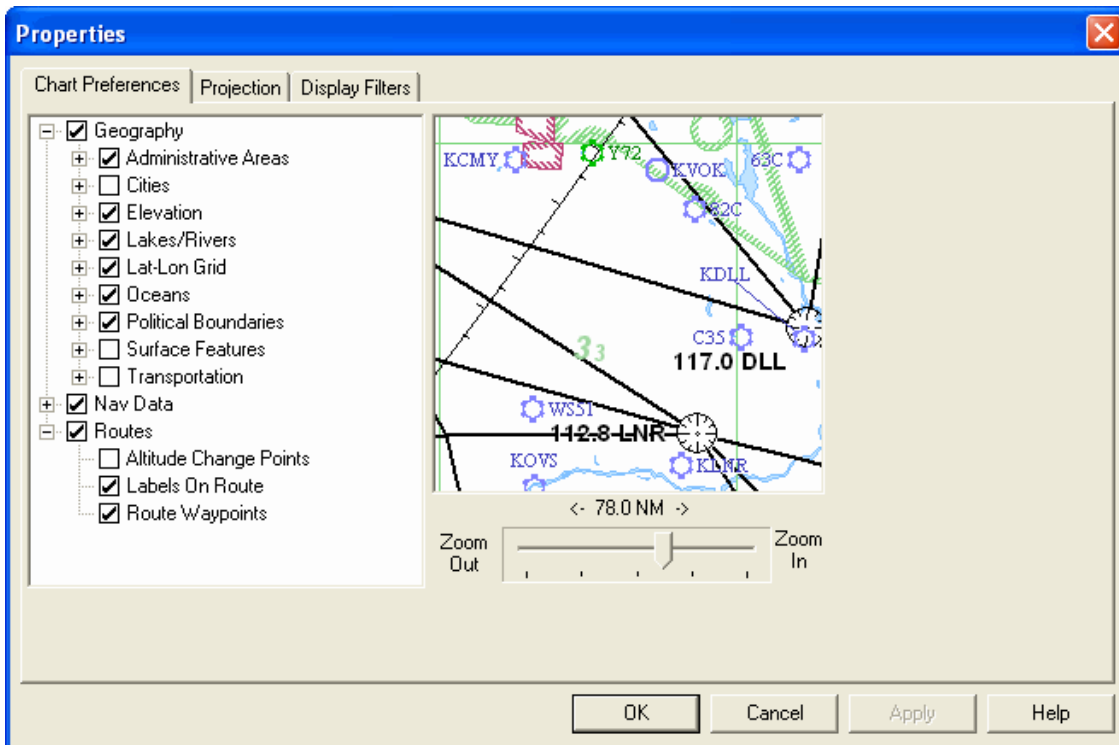 Properties
Chart Preferences
Projection
Display Filters
Geography
Administrative Areas
Cities
Elevation
Lakes/Rivers
Lat-Lon Grid
Oceans
Political Boundaries
Surface Features
Transportation
Nav Data
Routes
Altitude Change Points
Labels On Route
Route Waypoints
KCMY
Y72
KVOK
63C
82C
KDLL
C35
33
117.0 DLL
WS51
112.8 LNR
KOVS
KLNR
<- 78.0 NM ->
Zoom Out
Zoom In
OK
Cancel
Apply
Help